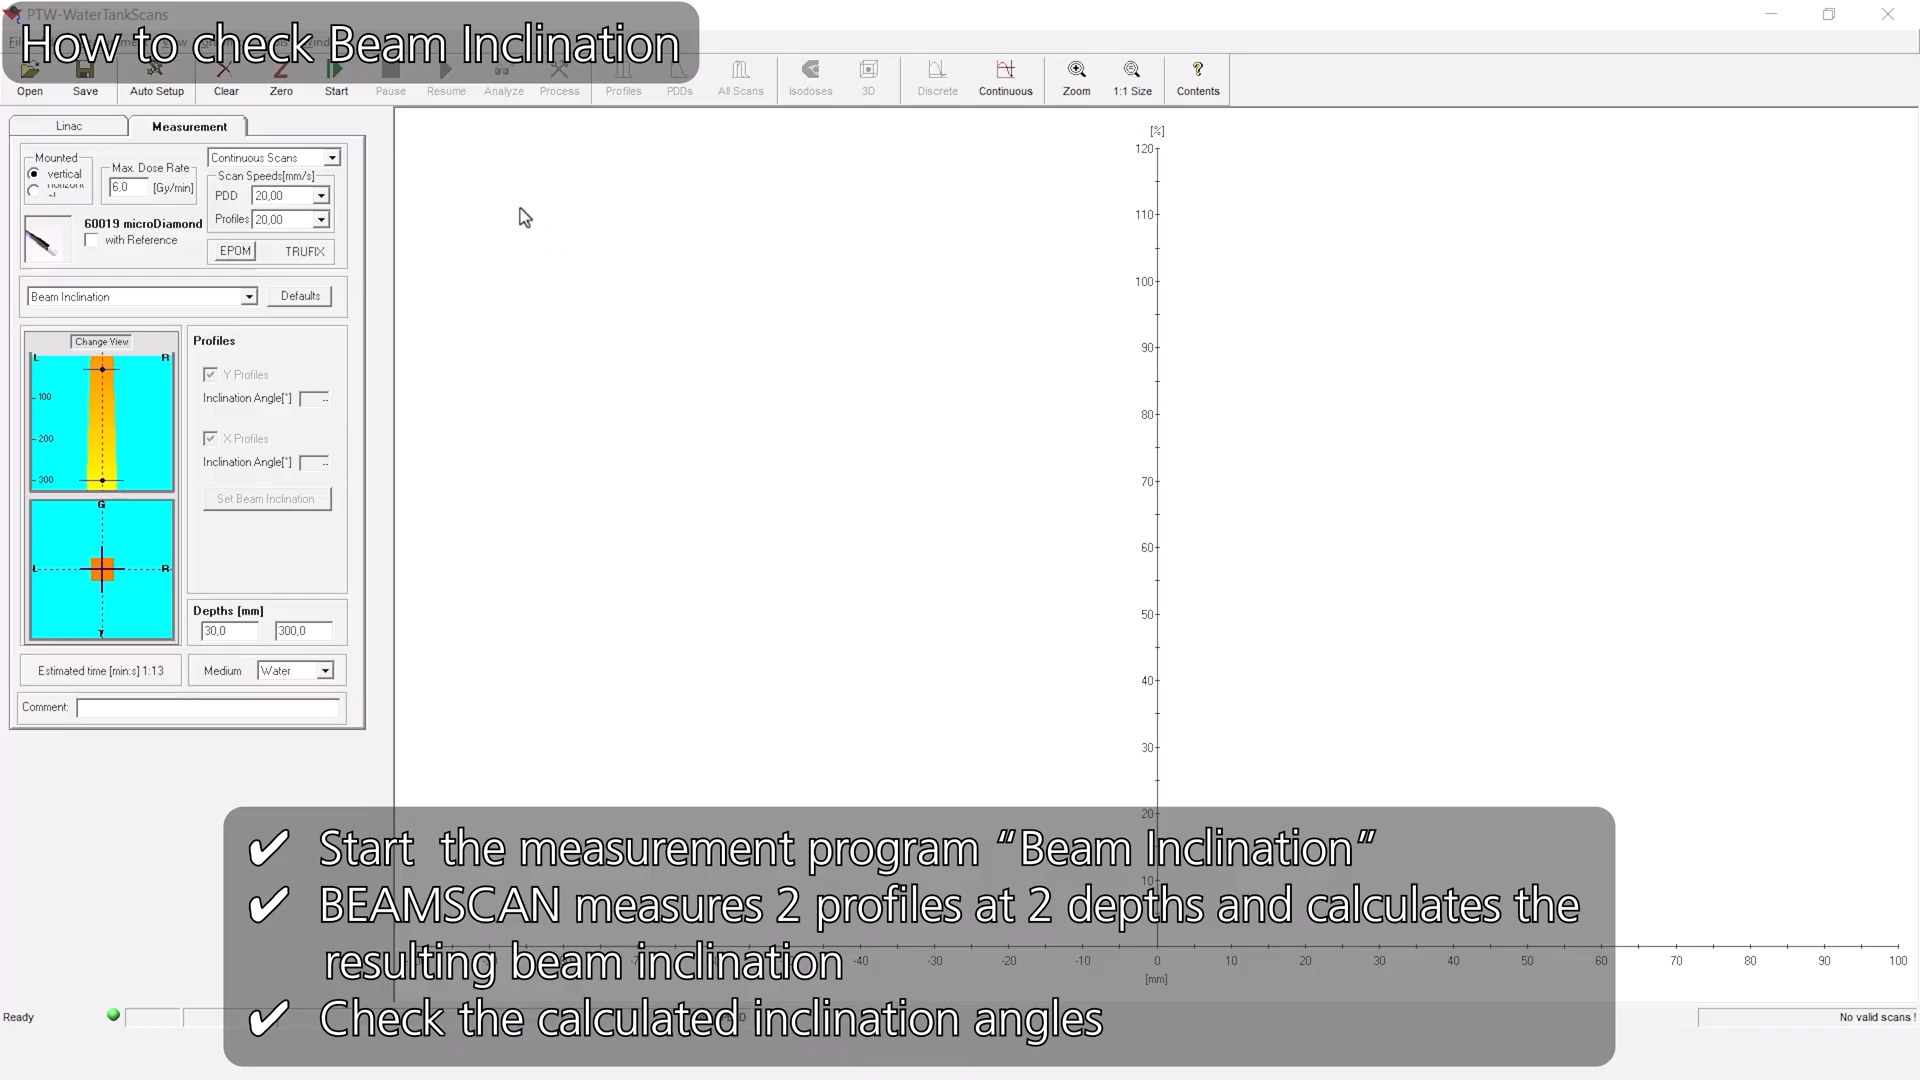 PTW-WaterTankScans
How to check Beam Inclination
Open
Save
Auto Setup
Clear
Zero
Start
Pause
Resume
Analyze
Process
Profiles
PDDs
All Scans
Isodoses
3D
Discrete
Continuous
Zoom
1:1 Size
Contents
Linac
Measurement
Mounted
vertical
Max. Dose Rate
6,0
[Gy/min]
Continuous Scans
Scan Speeds[mm/s]
PDD
20,00
Profiles
20,00
60019 microDiamond
with Reference
EPOM
TRUFIX
Beam Inclination
Defaults
Change View
L
R
100
200
300
G
L
R
T
Profiles
Y Profiles
Inclination Angle[°]
--
X Profiles
Inclination Angle[°]
--
Set Beam Inclination
Depths [mm]
30,0
300,0
Estimated time [min:s] 1:13
Medium
Water
Comment:
[%]
120
110
100
90
80
70
60
50
40
30
20
10
-40
-30
-20
-10
0
10
20
30
40
50
60
70
80
90
100
[mm]
✔ Start the measurement program “Beam Inclination”
✔ BEAMSCAN measures 2 profiles at 2 depths and calculates the
resulting beam inclination
✔ Check the calculated inclination angles
Ready
No valid scans !